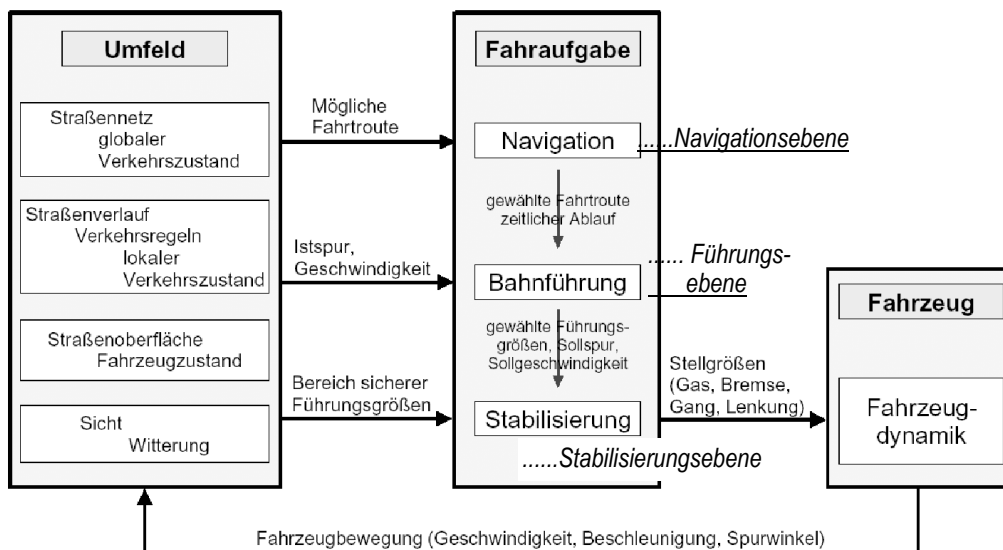 Umfeld
Straßennetz
globaler
Verkehrszustand
Straßenverlauf
Verkehrsregeln
lokaler
Verkehrszustand
Straßenoberfläche
Fahrzeugzustand
Sicht
Witterung
Mögliche
Fahrtroute
Istspur,
Geschwindigkeit
Bereich sicherer
Führungsgrößen
Fahraufgabe
Navigation
......Navigationsebene
gewählte Fahrtroute
zeitlicher Ablauf
Bahnführung
...... Führungs-
ebene
gewählte Führungs-
größen, Sollspur,
Sollgeschwindigkeit
Stabilisierung
......Stabilisierungsebene
Stellgrößen
(Gas, Bremse,
Gang, Lenkung)
Fahrzeug
Fahrzeug-
dynamik
Fahrzeugbewegung (Geschwindigkeit, Beschleunigung, Spurwinkel)